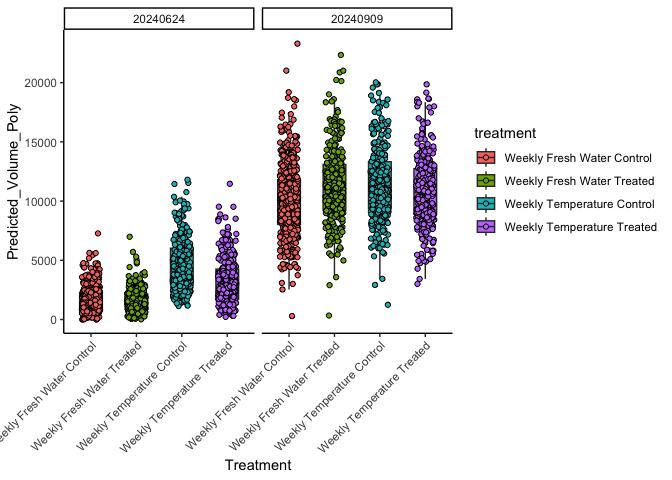 20240624
20240909
Predicted_Volume_Poly
20000
15000
10000
5000
0
treatment
Weekly Fresh Water Control
Weekly Fresh Water Treated
Weekly Temperature Control
Weekly Temperature Treated
eekly Fresh Water Control
Weekly Fresh Water Treated
Weekly Temperature Control
Weekly Temperature Treated
Weekly Fresh Water Control
Weekly Fresh Water Treated
Weekly Temperature Control
Weekly Temperature Treated
Treatment